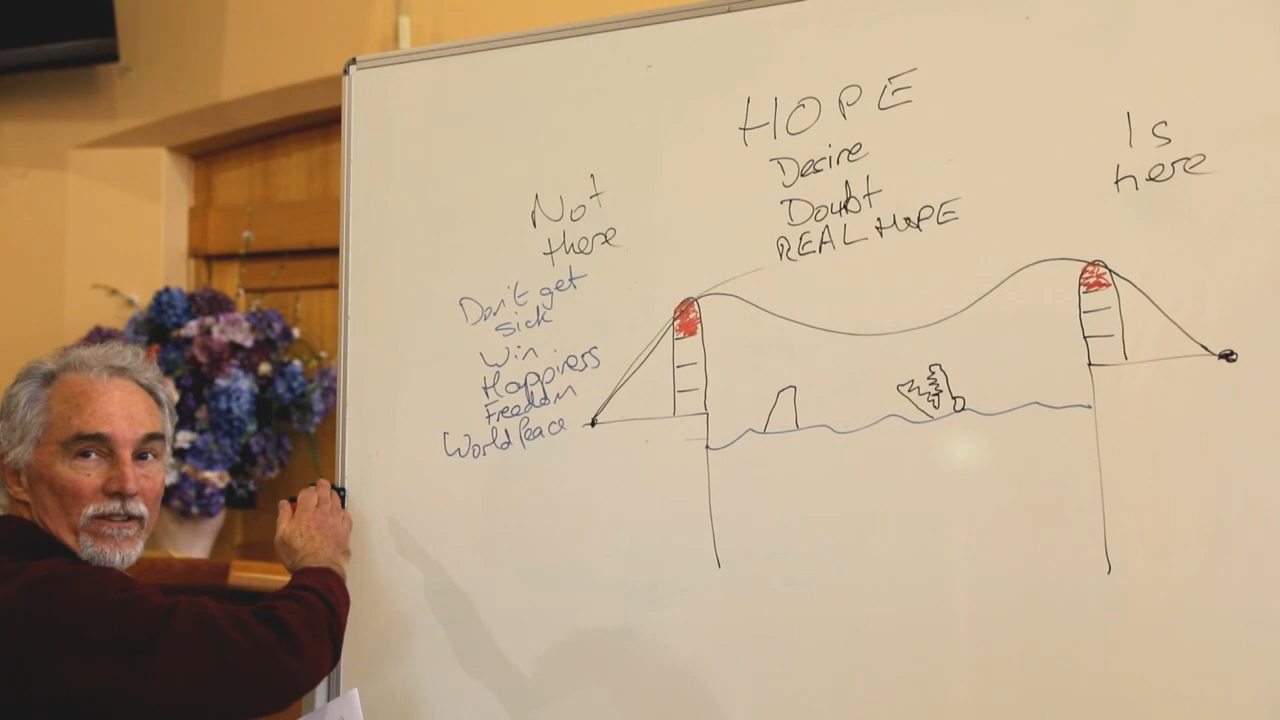 HOPE
Desire
Doubt
REAL HOPE
Not
there
Don't get
sick
Win
Happiness
Freedom
World Peace
Is
here